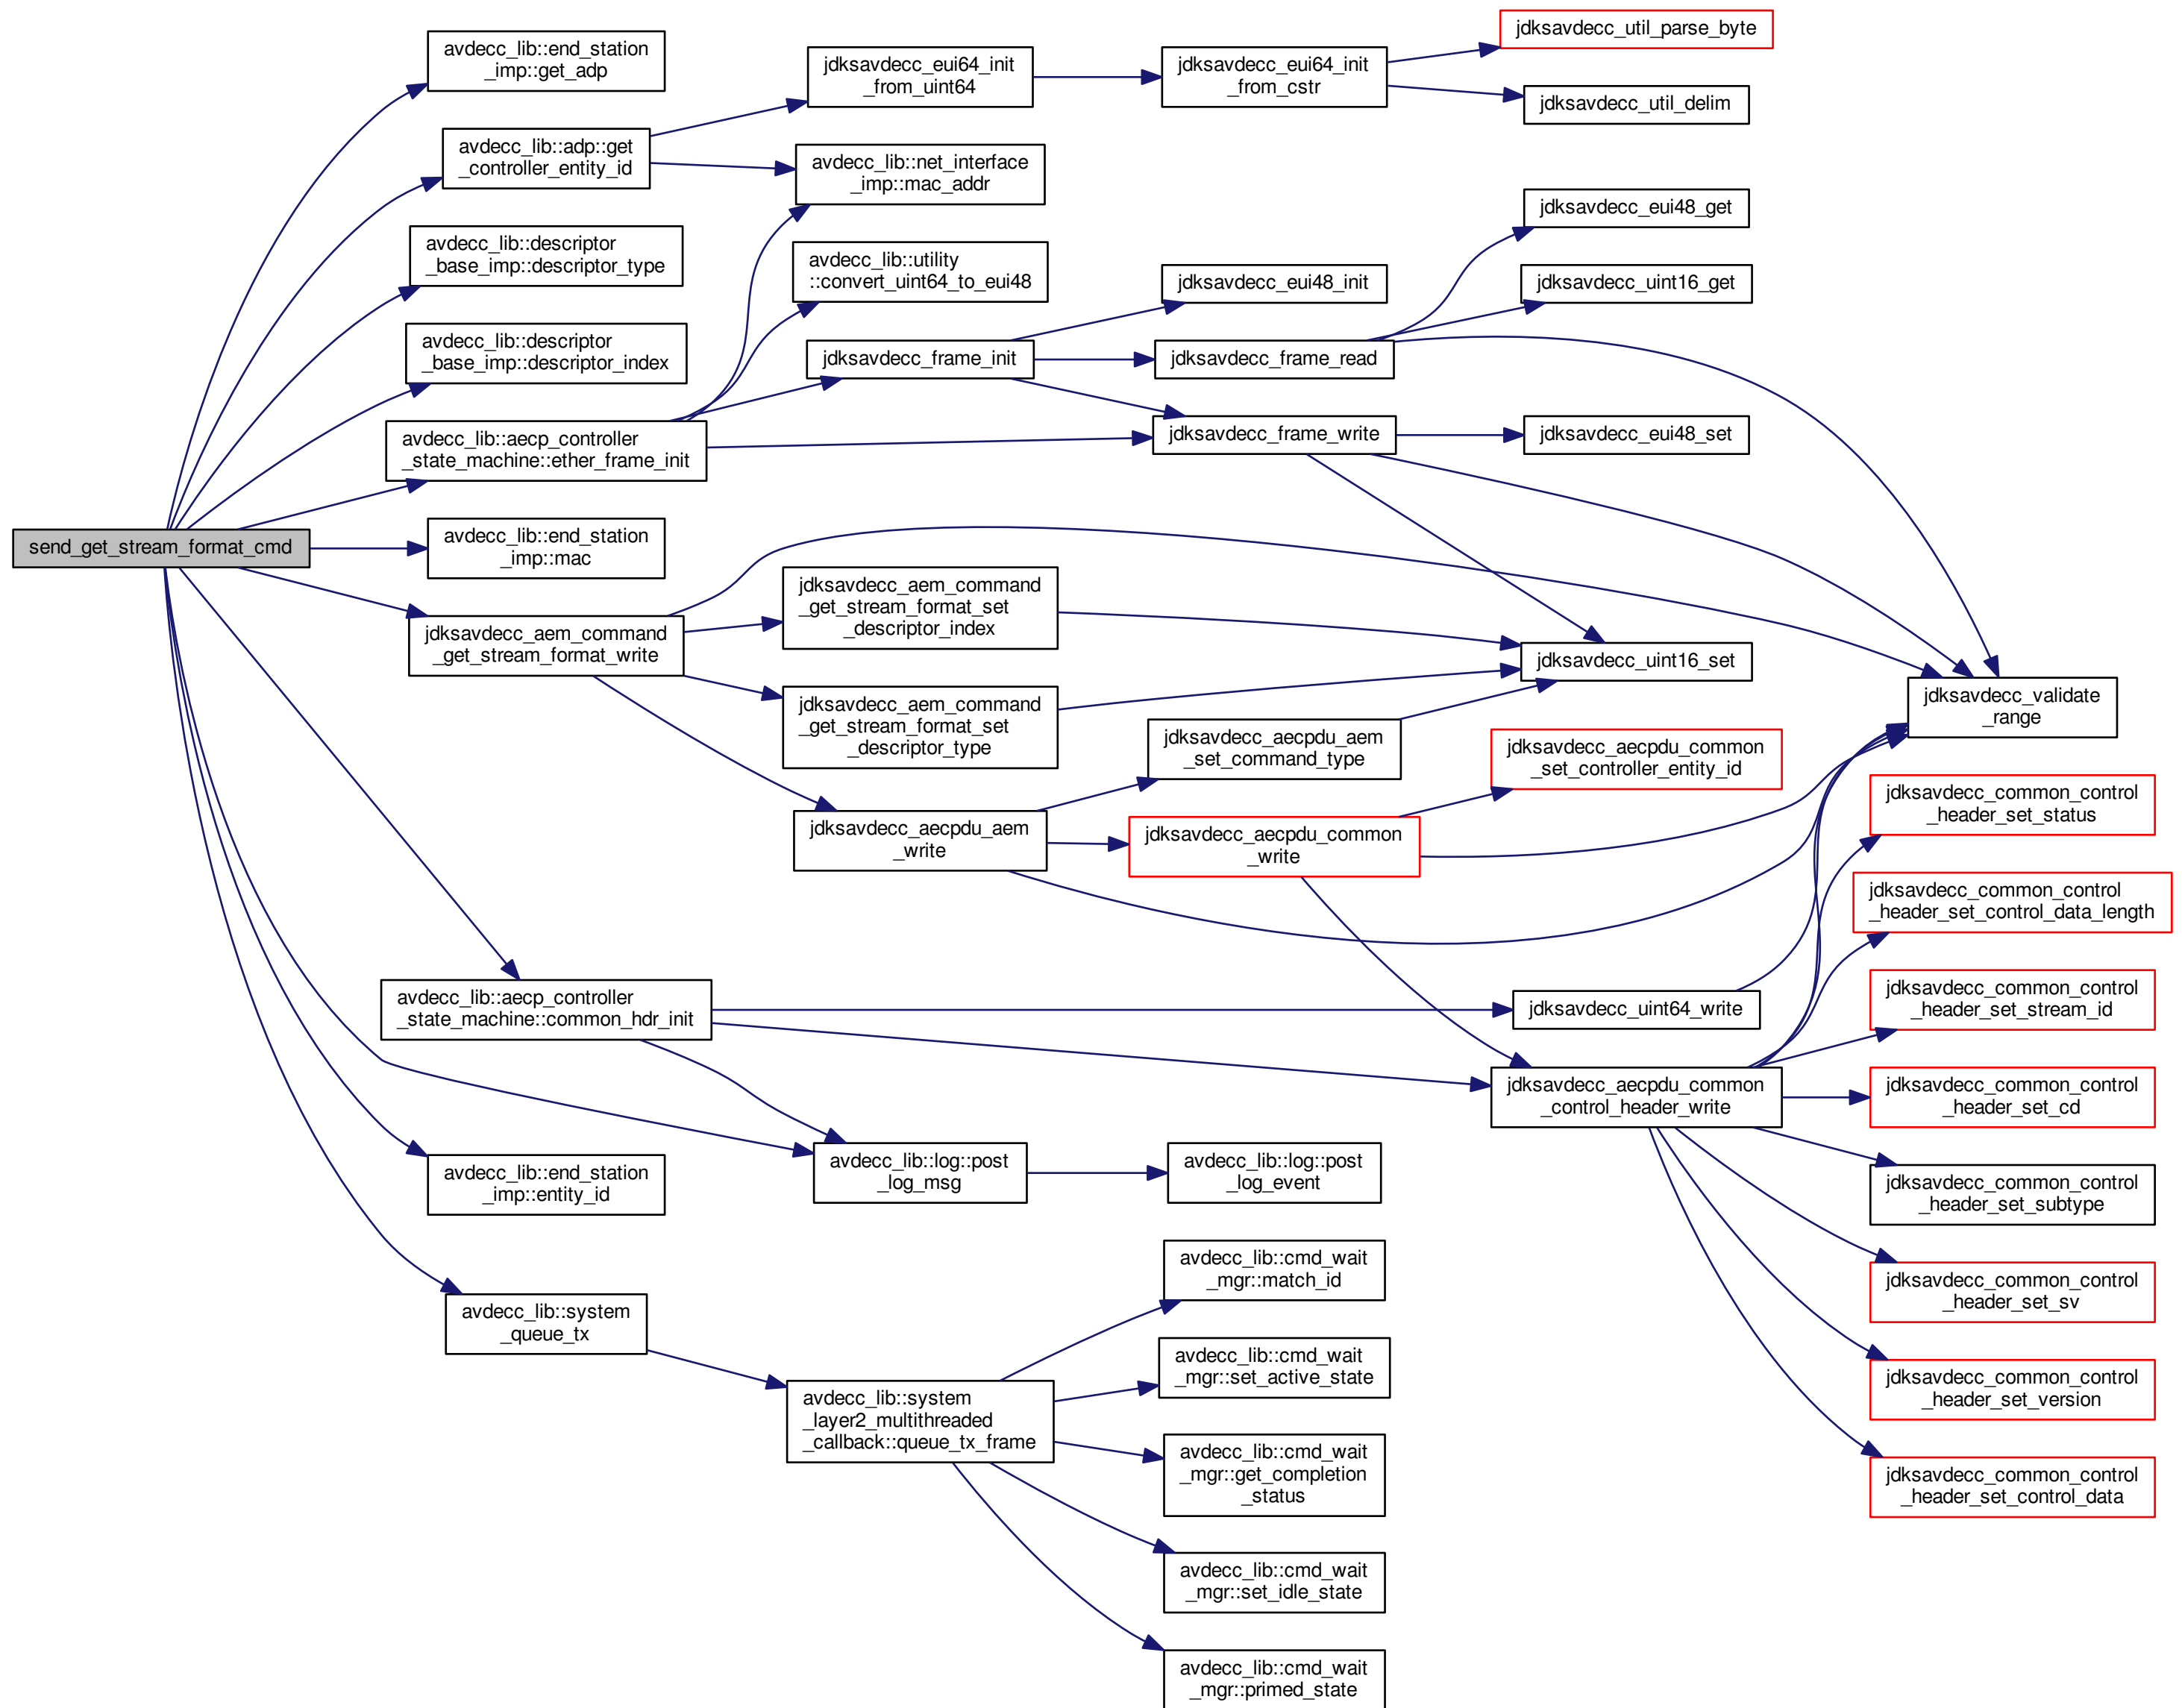 send_get_stream_format_cmd
avdecc_lib::end_station
_imp::get_adp
avdecc_lib::adp::get
_controller_entity_id
avdecc_lib::descriptor
_base_imp::descriptor_type
avdecc_lib::descriptor
_base_imp::descriptor_index
avdecc_lib::aecp_controller
_state_machine::ether_frame_init
avdecc_lib::end_station
_imp::mac
jdksavdecc_aem_command
_get_stream_format_write
avdecc_lib::aecp_controller
_state_machine::common_hdr_init
avdecc_lib::end_station
_imp::entity_id
avdecc_lib::system
_queue_tx
jdksavdecc_eui64_init
_from_uint64
avdecc_lib::net_interface
_imp::mac_addr
avdecc_lib::utility
::convert_uint64_to_eui48
jdksavdecc_frame_init
jdksavdecc_aem_command
_get_stream_format_set
_descriptor_index
jdksavdecc_aem_command
_get_stream_format_set
_descriptor_type
jdksavdecc_aecpdu_aem
_write
avdecc_lib::log::post
_log_msg
avdecc_lib::system
_layer2_multithreaded
_callback::queue_tx_frame
jdksavdecc_eui64_init
_from_cstr
jdksavdecc_eui48_init
jdksavdecc_frame_read
jdksavdecc_frame_write
jdksavdecc_aecpdu_aem
_set_command_type
jdksavdecc_aecpdu_common
_write
avdecc_lib::log::post
_log_event
avdecc_lib::cmd_wait
_mgr::match_id
avdecc_lib::cmd_wait
_mgr::set_active_state
avdecc_lib::cmd_wait
_mgr::get_completion
_status
avdecc_lib::cmd_wait
_mgr::set_idle_state
avdecc_lib::cmd_wait
_mgr::primed_state
jdksavdecc_util_parse_byte
jdksavdecc_util_delim
jdksavdecc_eui48_get
jdksavdecc_uint16_get
jdksavdecc_eui48_set
jdksavdecc_uint16_set
jdksavdecc_aecpdu_common
_set_controller_entity_id
jdksavdecc_uint64_write
jdksavdecc_aecpdu_common
_control_header_write
jdksavdecc_validate
_range
jdksavdecc_common_control
_header_set_status
jdksavdecc_common_control
_header_set_control_data_length
jdksavdecc_common_control
_header_set_stream_id
jdksavdecc_common_control
_header_set_cd
jdksavdecc_common_control
_header_set_subtype
jdksavdecc_common_control
_header_set_sv
jdksavdecc_common_control
_header_set_version
jdksavdecc_common_control
_header_set_control_data